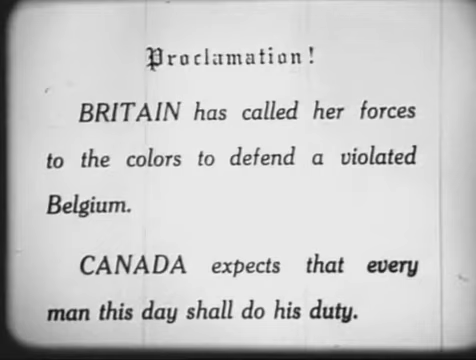 Proclamation!
BRITAIN has called her forces
to the colors to defend a violated
Belgium.
CANADA expects that every
man this day shall do his duty.